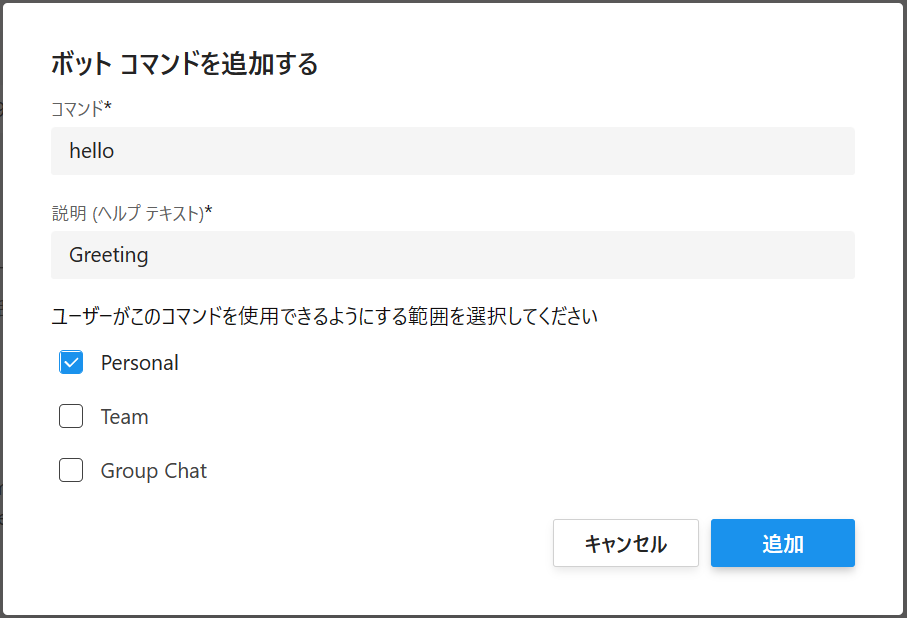 ボット コマンドを追加する
コマンド*
hello
説明 (ヘルプ テキスト)*
Greeting
ユーザーがこのコマンドを使用できるようにする範囲を選択してください
Personal
Team
Group Chat
キャンセル
追加